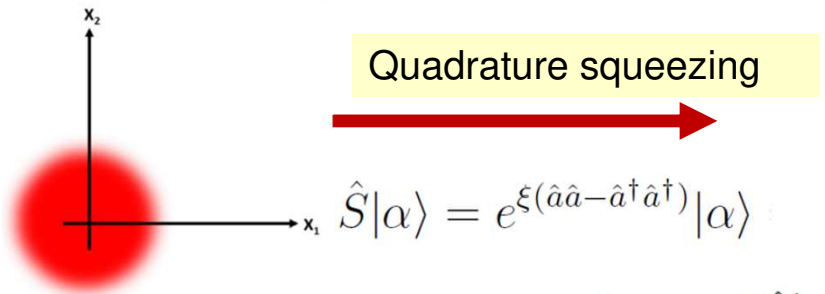 X₂
Quadrature squeezing
X₁
Ŝ|α⟩ = e^{ξ(ââ−â†â†)}|α⟩